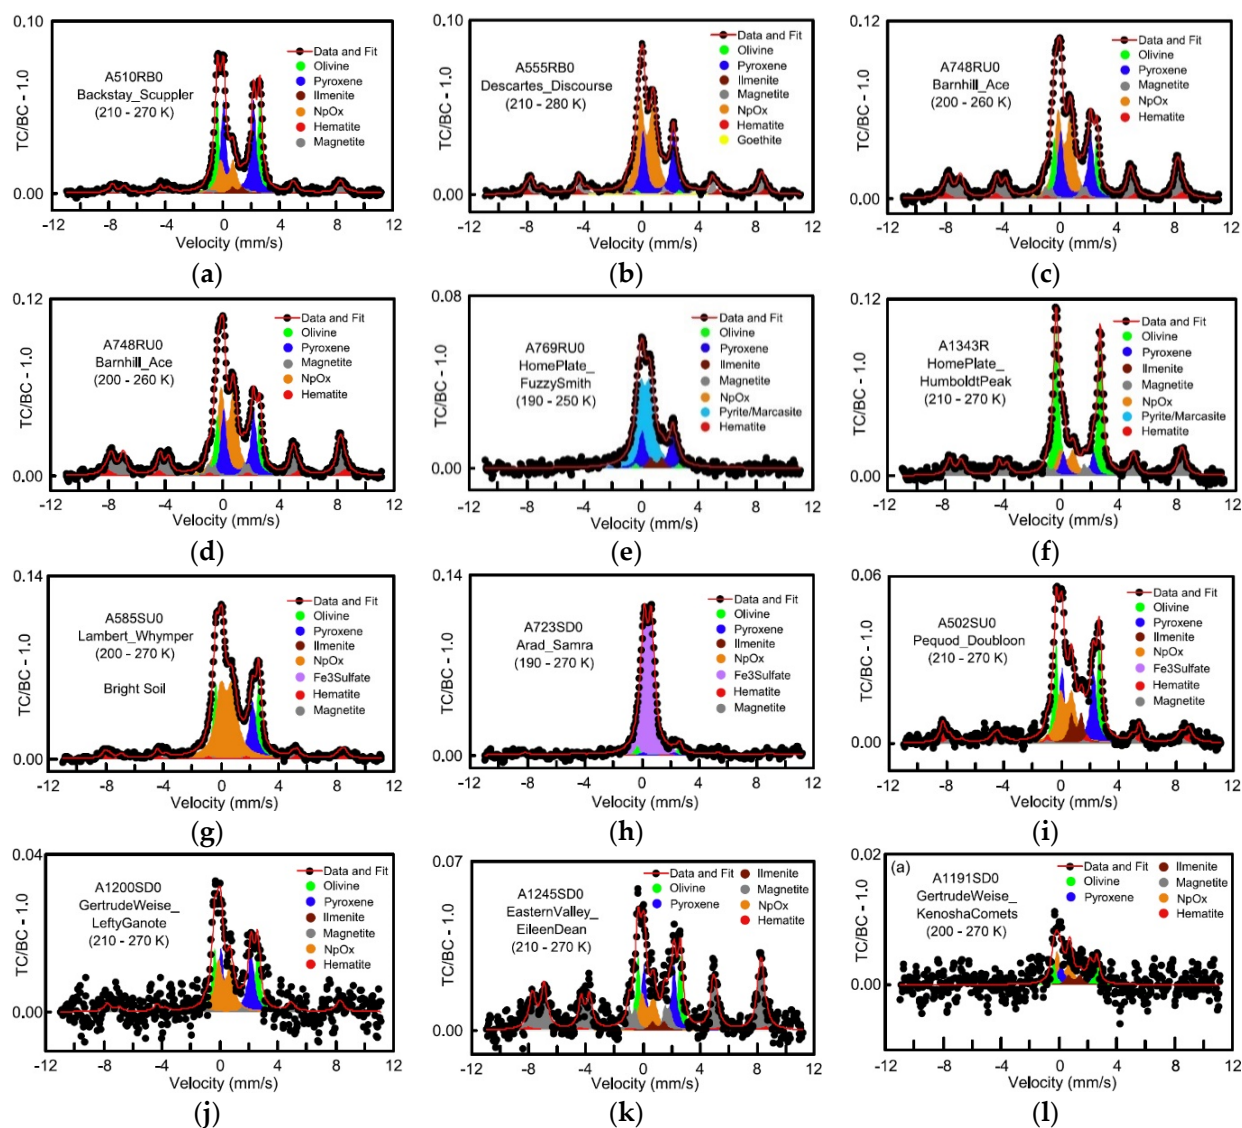 0.10
TC/BC - 1.0
0.00
A510RB0
Backstay_Scuppler
(210 - 270 K)
Data and Fit
Olivine
Pyroxene
Ilmenite
NpOx
Hematite
Magnetite
-12 -8 -4 0 4 8 12
Velocity (mm/s)
(a)
0.10
TC/BC - 1.0
0.00
A555RB0
Descartes_Discourse
(210 - 280 K)
Data and Fit
Olivine
Pyroxene
Ilmenite
Magnetite
NpOx
Hematite
Goethite
-12 -8 -4 0 4 8 12
Velocity (mm/s)
(b)
0.12
TC/BC - 1.0
0.00
A748RU0
Barnhill_Ace
(200 - 260 K)
Data and Fit
Olivine
Pyroxene
Magnetite
NpOx
Hematite
-12 -8 -4 0 4 8 12
Velocity (mm/s)
(c)
0.12
TC/BC - 1.0
0.00
A748RU0
Barnhill_Ace
(200 - 260 K)
Data and Fit
Olivine
Pyroxene
Magnetite
NpOx
Hematite
-12 -8 -4 0 4 8 12
Velocity (mm/s)
(d)
0.08
TC/BC - 1.0
0.00
A769RU0
HomePlate_
FuzzySmith
(190 - 250 K)
Data and Fit
Olivine
Pyroxene
Ilmenite
Magnetite
NpOx
Pyrite/Marcasite
Hematite
-12 -8 -4 0 4 8 12
Velocity (mm/s)
(e)
0.12
TC/BC - 1.0
0.00
A1343R
HomePlate_
HumboldtPeak
(210 - 270 K)
Data and Fit
Olivine
Pyroxene
Ilmenite
Magnetite
NpOx
Pyrite/Marcasite
Hematite
-12 -8 -4 0 4 8 12
Velocity (mm/s)
(f)
0.14
TC/BC - 1.0
0.00
A585SU0
Lambert_Whymper
(200 - 270 K)
Bright Soil
Data and Fit
Olivine
Pyroxene
Ilmenite
NpOx
Fe3Sulfate
Hematite
Magnetite
-12 -8 -4 0 4 8 12
Velocity (mm/s)
(g)
0.14
TC/BC - 1.0
0.00
A723SD0
Arad_Samra
(190 - 270 K)
Data and Fit
Olivine
Pyroxene
Ilmenite
NpOx
Fe3Sulfate
Hematite
Magnetite
-12 -8 -4 0 4 8 12
Velocity (mm/s)
(h)
0.06
TC/BC - 1.0
0.00
A502SU0
Pequod_Doubloon
(210 - 270 K)
Data and Fit
Olivine
Pyroxene
Ilmenite
NpOx
Fe3Sulfate
Hematite
Magnetite
-12 -8 -4 0 4 8 12
Velocity (mm/s)
(i)
0.04
TC/BC - 1.0
0.00
A1200SD0
GertrudeWeise_
LeftyGanote
(210 - 270 K)
Data and Fit
Olivine
Pyroxene
Ilmenite
Magnetite
NpOx
Hematite
-12 -8 -4 0 4 8 12
Velocity (mm/s)
(j)
0.07
TC/BC - 1.0
0.00
A1245SD0
EasternValley_
EileenDean
(210 - 270 K)
Data and Fit
Olivine
Pyroxene
Ilmenite
Magnetite
NpOx
Hematite
-12 -8 -4 0 4 8 12
Velocity (mm/s)
(k)
0.02
TC/BC - 1.0
0.00
(a)
A1191SD0
GertrudeWeise_
KenoshaComets
(200 - 270 K)
Data and Fit
Olivine
Pyroxene
Ilmenite
Magnetite
NpOx
Hematite
-12 -8 -4 0 4 8 12
Velocity (mm/s)
(l)